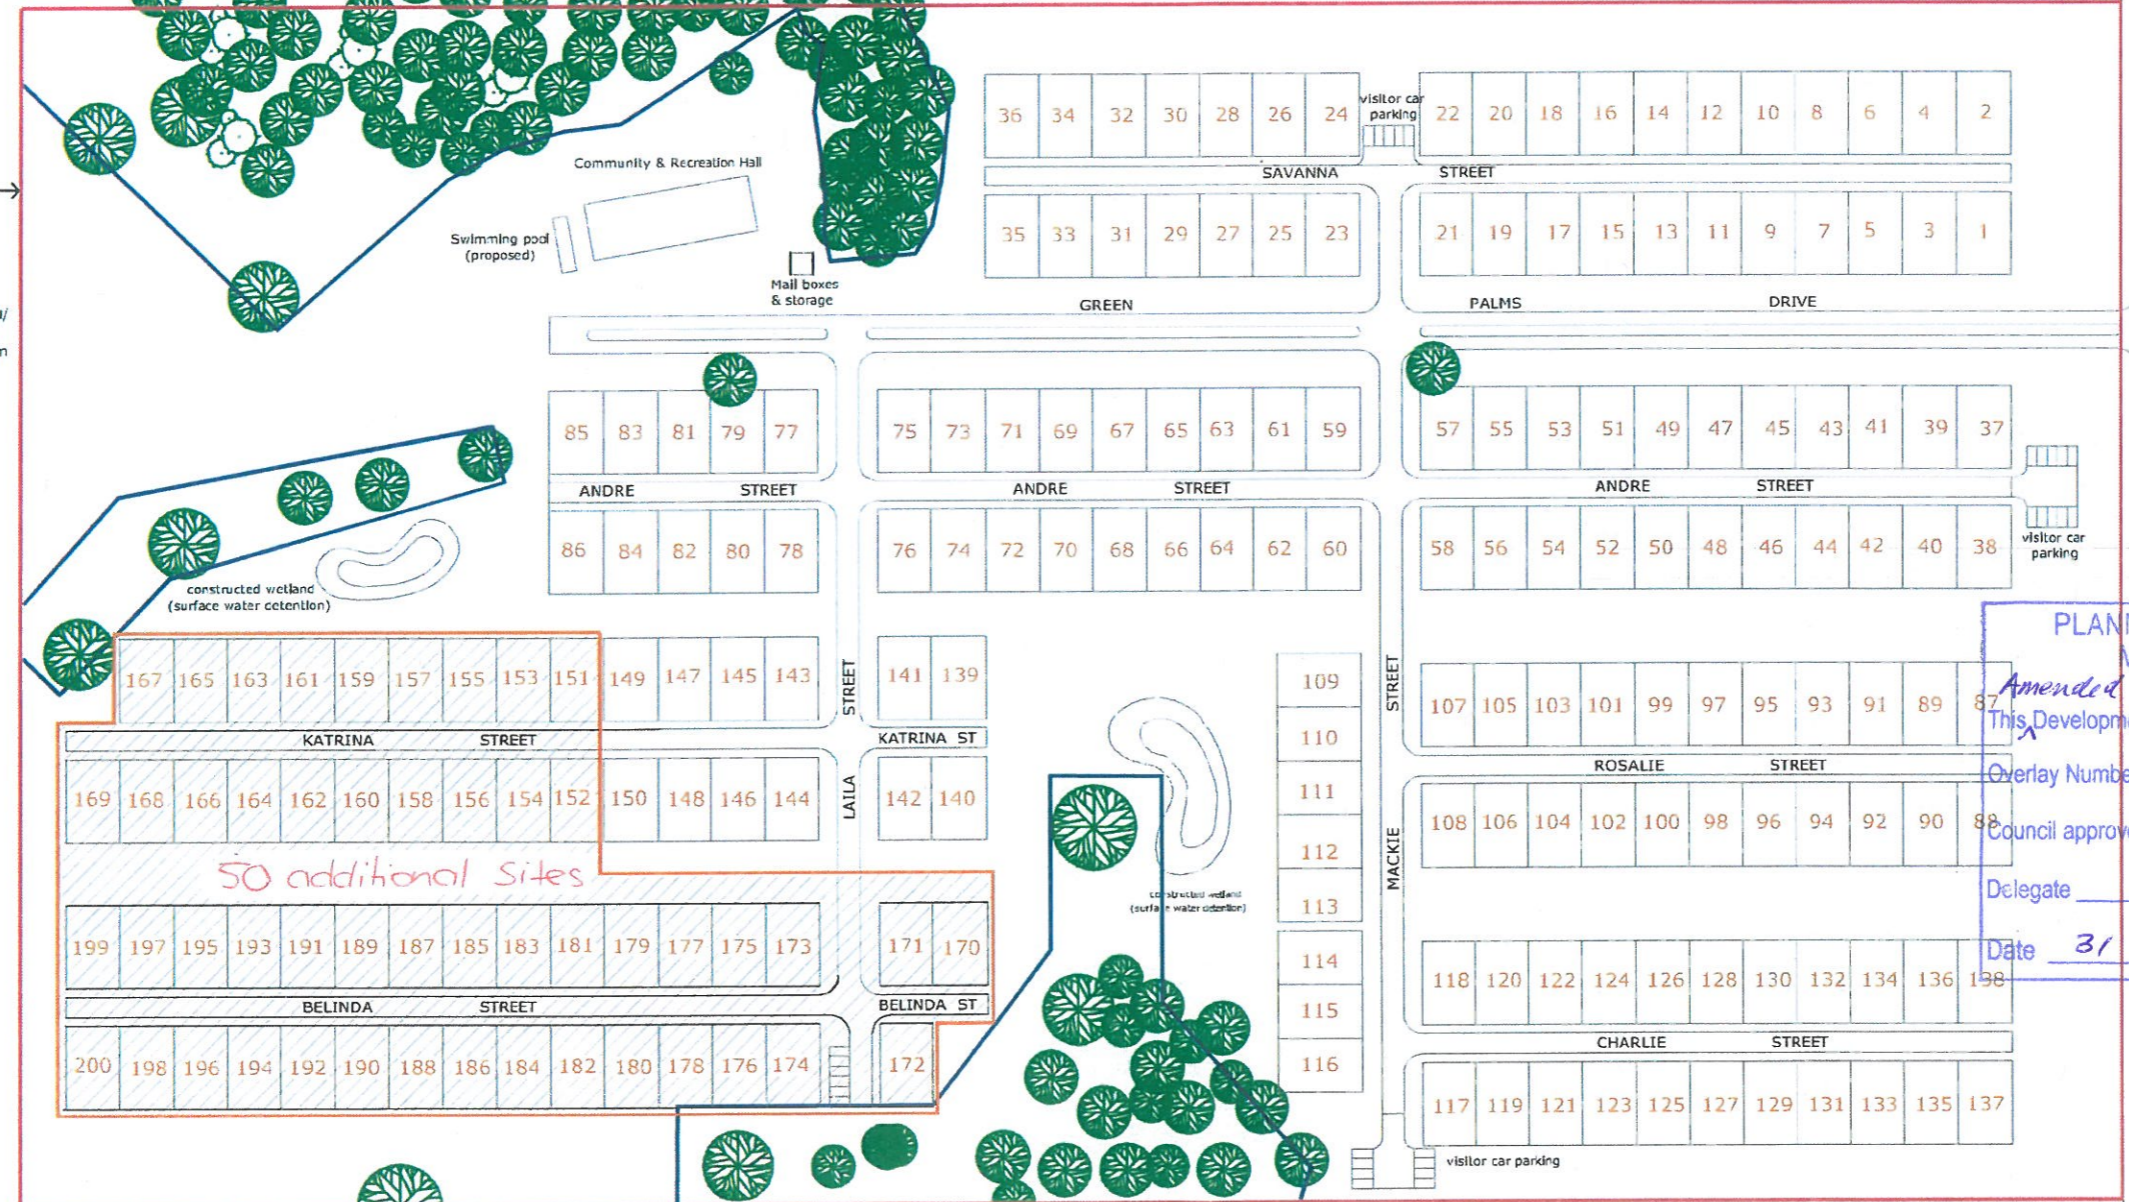 36 34 32 30 28 26 24
visitor car
parking
22 20 18 16 14 12 10 8 6 4 2
Community & Recreation Hall
SAVANNA STREET
Swimming pool
(proposed)
35 33 31 29 27 25 23
21 19 17 15 13 11 9 7 5 3 1
Mail boxes
& storage
GREEN PALMS DRIVE
85 83 81 79 77
75 73 71 69 67 65 63 61 59
57 55 53 51 49 47 45 43 41 39 37
ANDRE STREET
ANDRE STREET
ANDRE STREET
86 84 82 80 78
76 74 72 70 68 66 64 62 60
58 56 54 52 50 48 46 44 42 40 38
visitor car
parking
constructed wetland
(surface water detention)
167 165 163 161 159 157 155 153 151 149 147 145 143
141 139
KATRINA STREET
KATRINA ST
LAILA STREET
169 168 166 164 162 160 158 156 154 152 150 148 146 144
142 140
50 additional Sites
199 197 195 193 191 189 187 185 183 181 179 177 175 173
171 170
BELINDA STREET
BELINDA ST
200 198 196 194 192 190 188 186 184 182 180 178 176 174
172
constructed wetland
(surface water detention)
109
110
111
112
113
114
115
116
MACKIE STREET
107 105 103 101 99 97 95 93 91 89 87
ROSALIE STREET
108 106 104 102 100 98 96 94 92 90 88
118 120 122 124 126 128 130 132 134 136 138
CHARLIE STREET
117 119 121 123 125 127 129 131 133 135 137
visitor car parking
Amended
This Developm
Overlay Numbe
Council approv
Delegate
Date 31